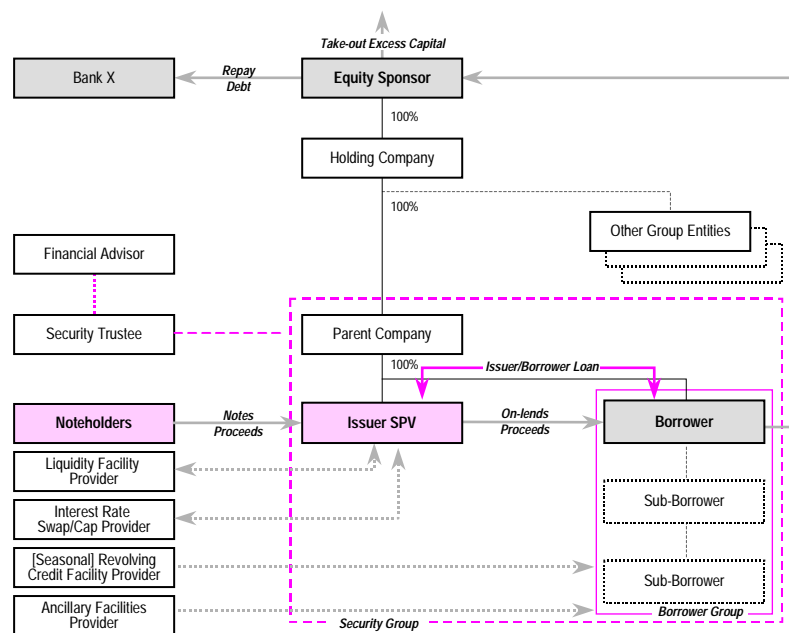 Take-out Excess Capital
Bank X
Repay
Debt
Equity Sponsor
100%
Holding Company
100%
Other Group Entities
Financial Advisor
Security Trustee
Parent Company
100%
Issuer/Borrower Loan
Noteholders
Notes
Proceeds
Issuer SPV
On-lends
Proceeds
Borrower
Liquidity Facility
Provider
Sub-Borrower
Interest Rate
Swap/Cap Provider
[Seasonal] Revolving
Credit Facility Provider
Sub-Borrower
Ancillary Facilities
Provider
Borrower Group
Security Group